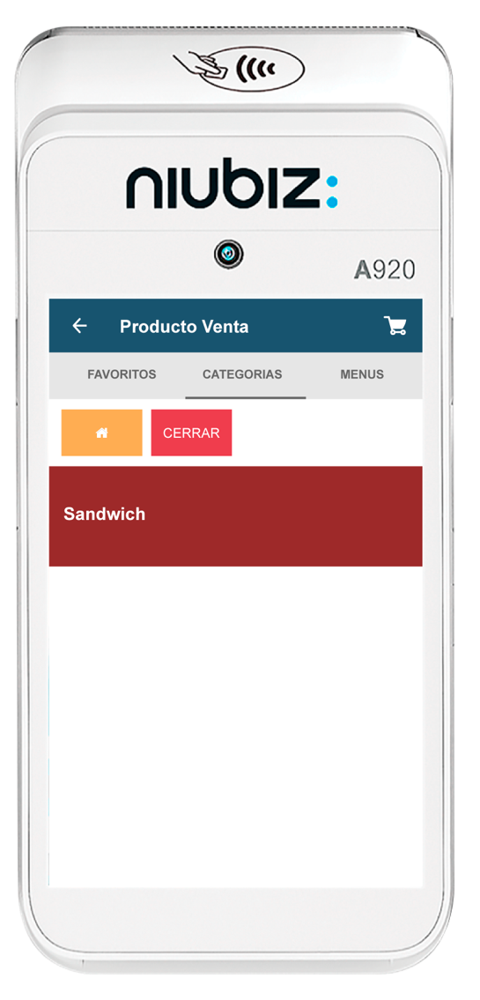 niubiz:
A920
Producto Venta
FAVORITOS CATEGORIAS MENUS
CERRAR
Sandwich